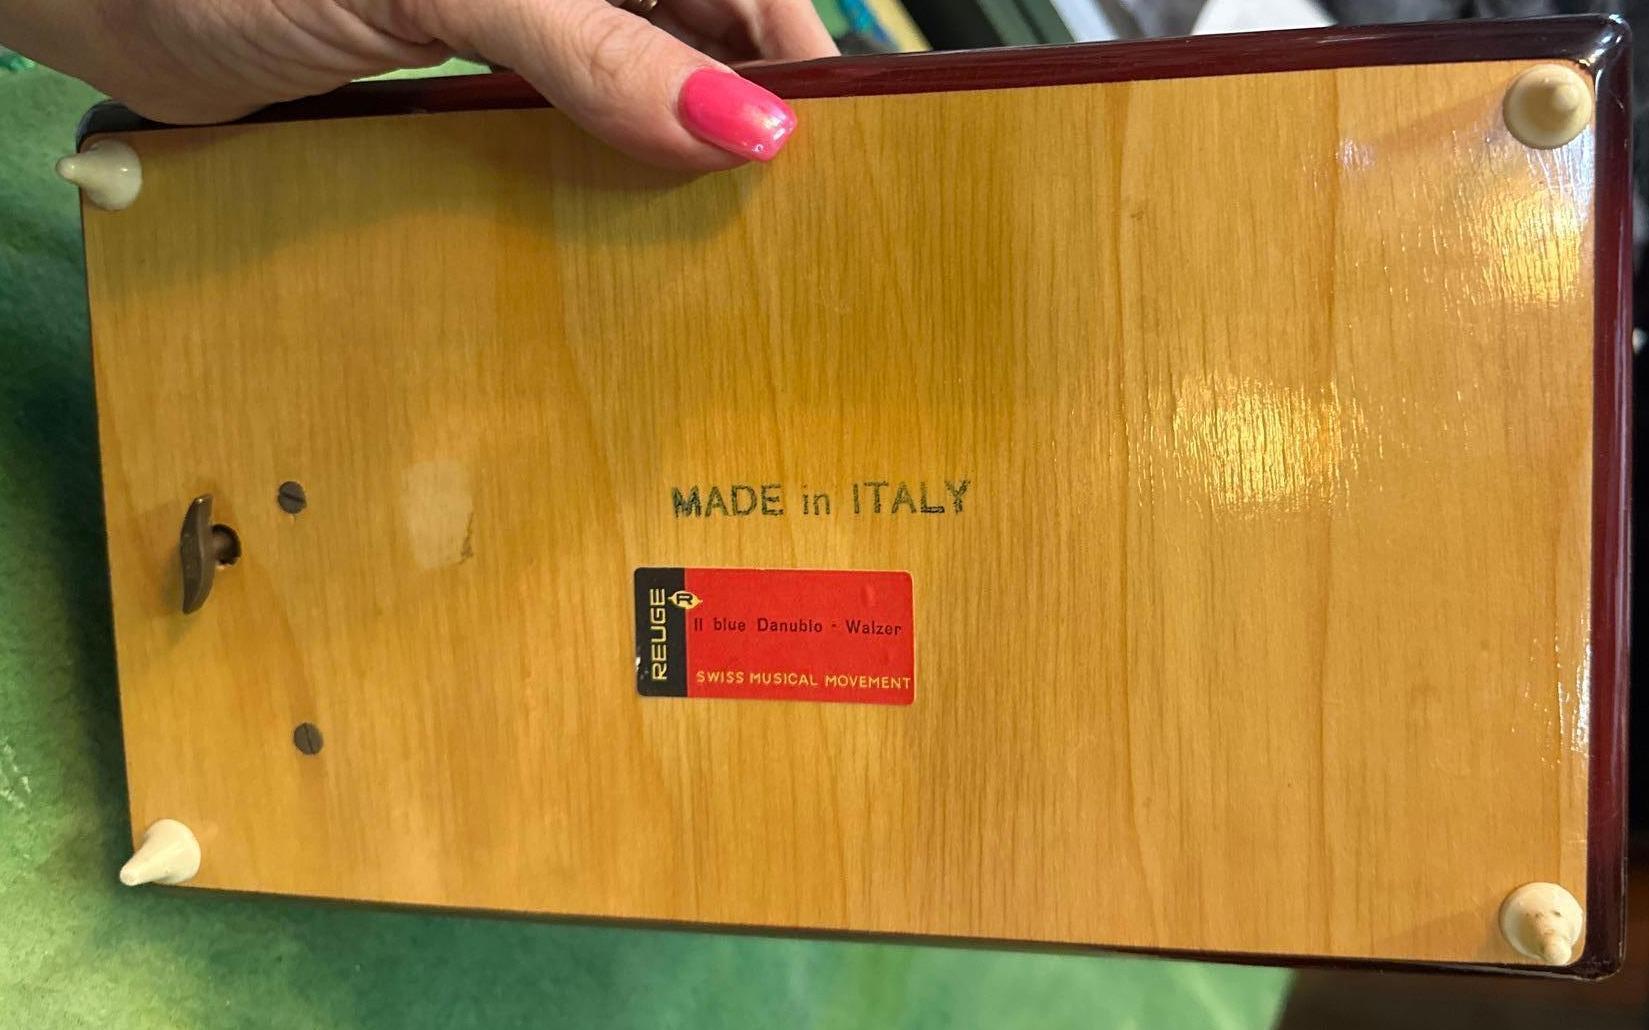 MADE in ITALY
REUGE
R
Il blue Danubio - Walzer
SWISS MUSICAL MOVEMENT